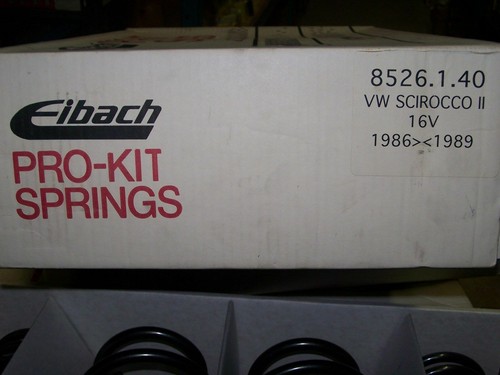 Eibach
PRO-KIT
SPRINGS
8526.1.40
VW SCIROCCO II
16V
1986><1989